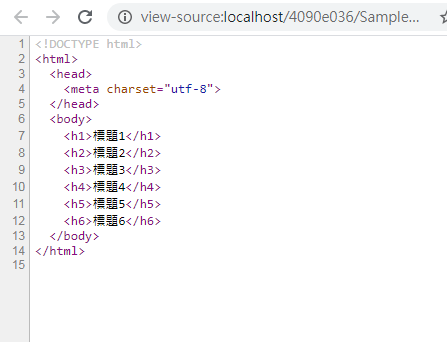 view-source:localhost/4090e036/Sample...
1 <!DOCTYPE html>
2 <html>
3 <head>
4 <meta charset="utf-8">
5 </head>
6 <body>
7 <h1>標題1</h1>
8 <h2>標題2</h2>
9 <h3>標題3</h3>
10 <h4>標題4</h4>
11 <h5>標題5</h5>
12 <h6>標題6</h6>
13 </body>
14 </html>
15